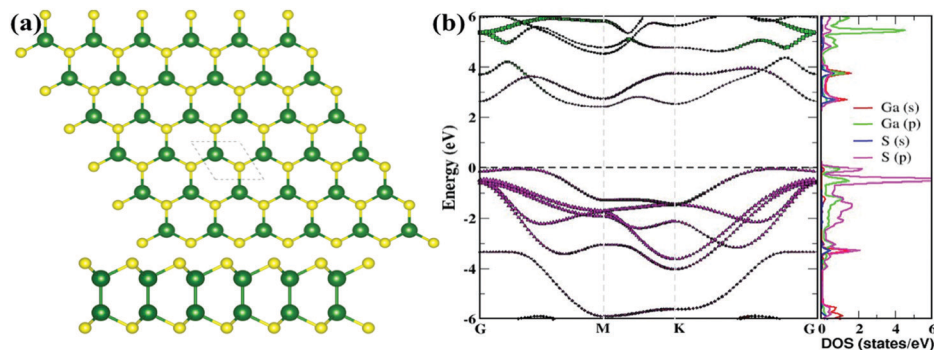 (a)
(b)
6
4
2
0
-2
-4
-6
Energy (eV)
G
M
K
G
Ga (s)
Ga (p)
S (s)
S (p)
0 2 4 6
DOS (states/eV)